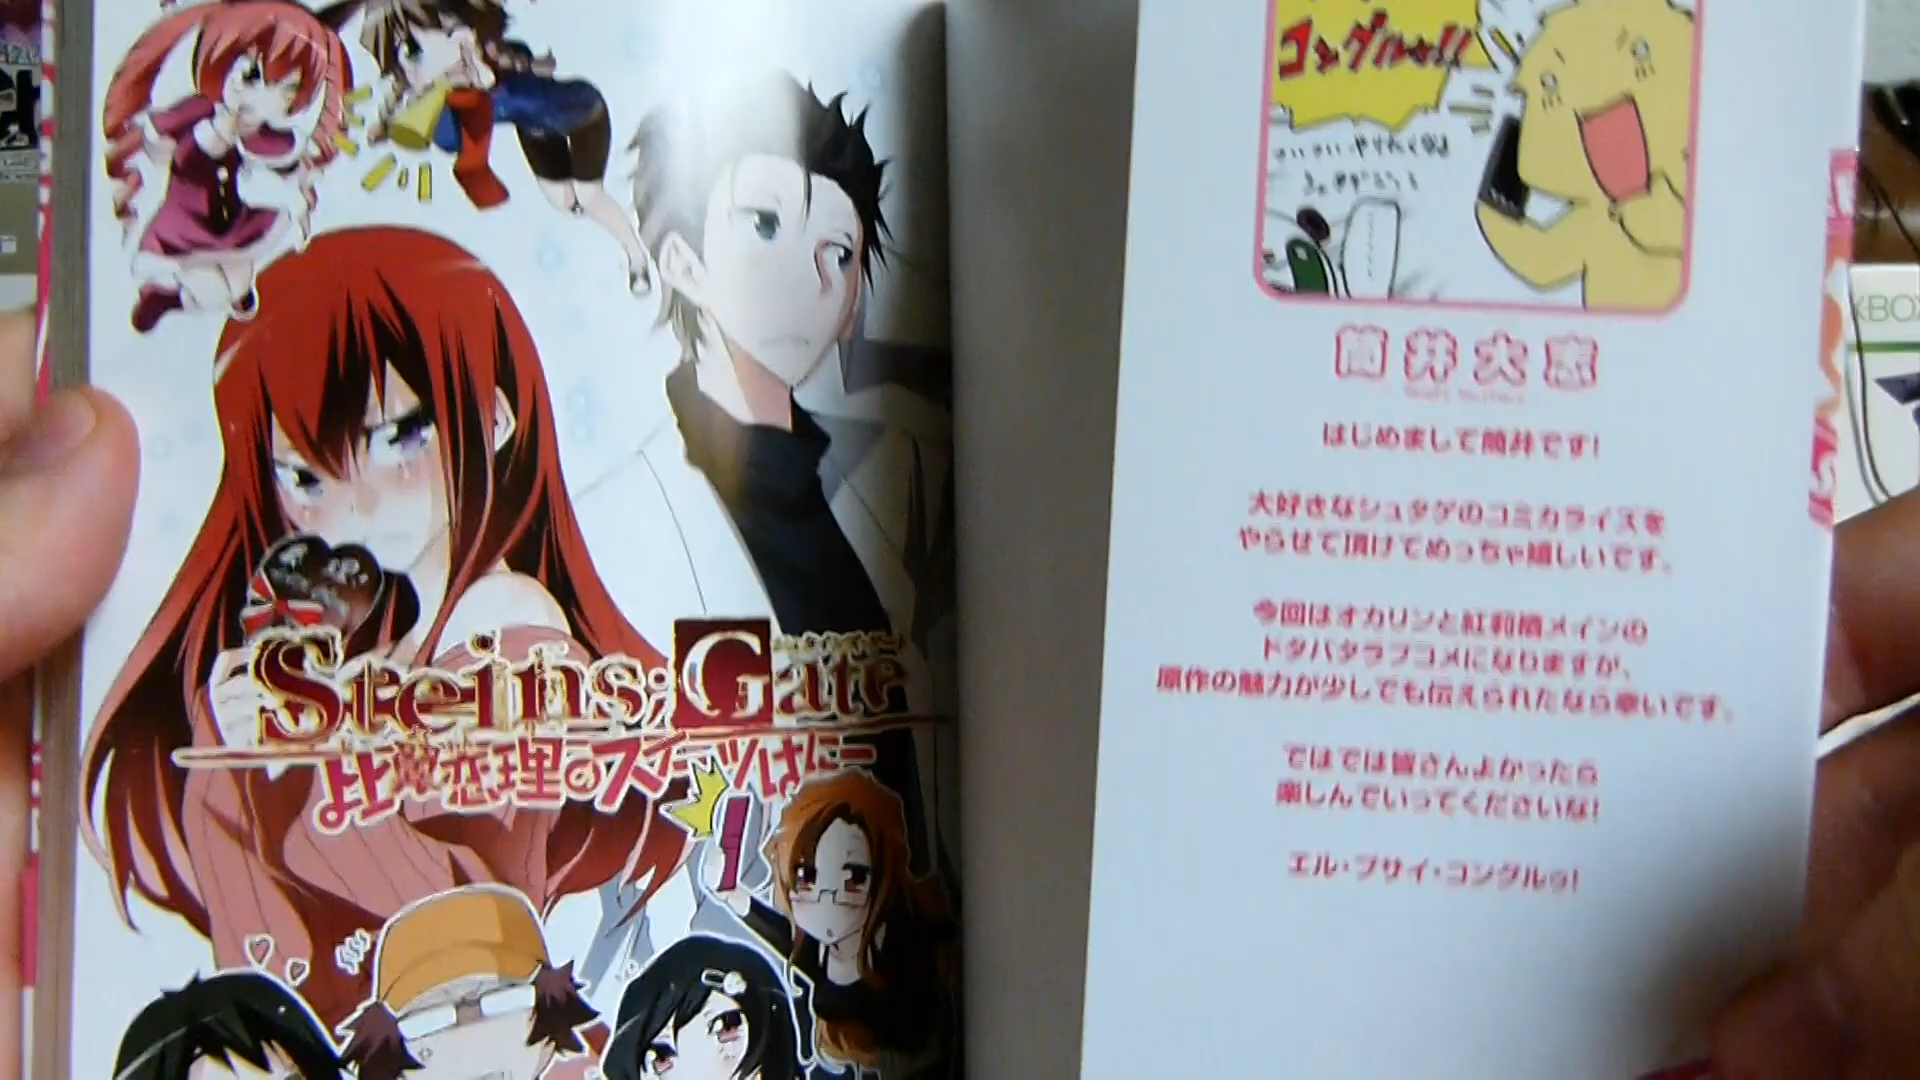 Steins;Gate
比翼恋理のスイーツはにー
コングルゥ!!
筒井大志
はじめまして筒井です!
大好きなシュタゲのコミカライズを
やらせて頂けてめっちゃ嬉しいです。
今回はオカリンと紅莉栖メインの
ドタバタラブコメになりますが、
原作の魅力が少しでも伝えられたなら幸いです。
ではでは皆さんよかったら
楽しんでいってくださいな!
エル・プサイ・コングルゥ!
XBOX